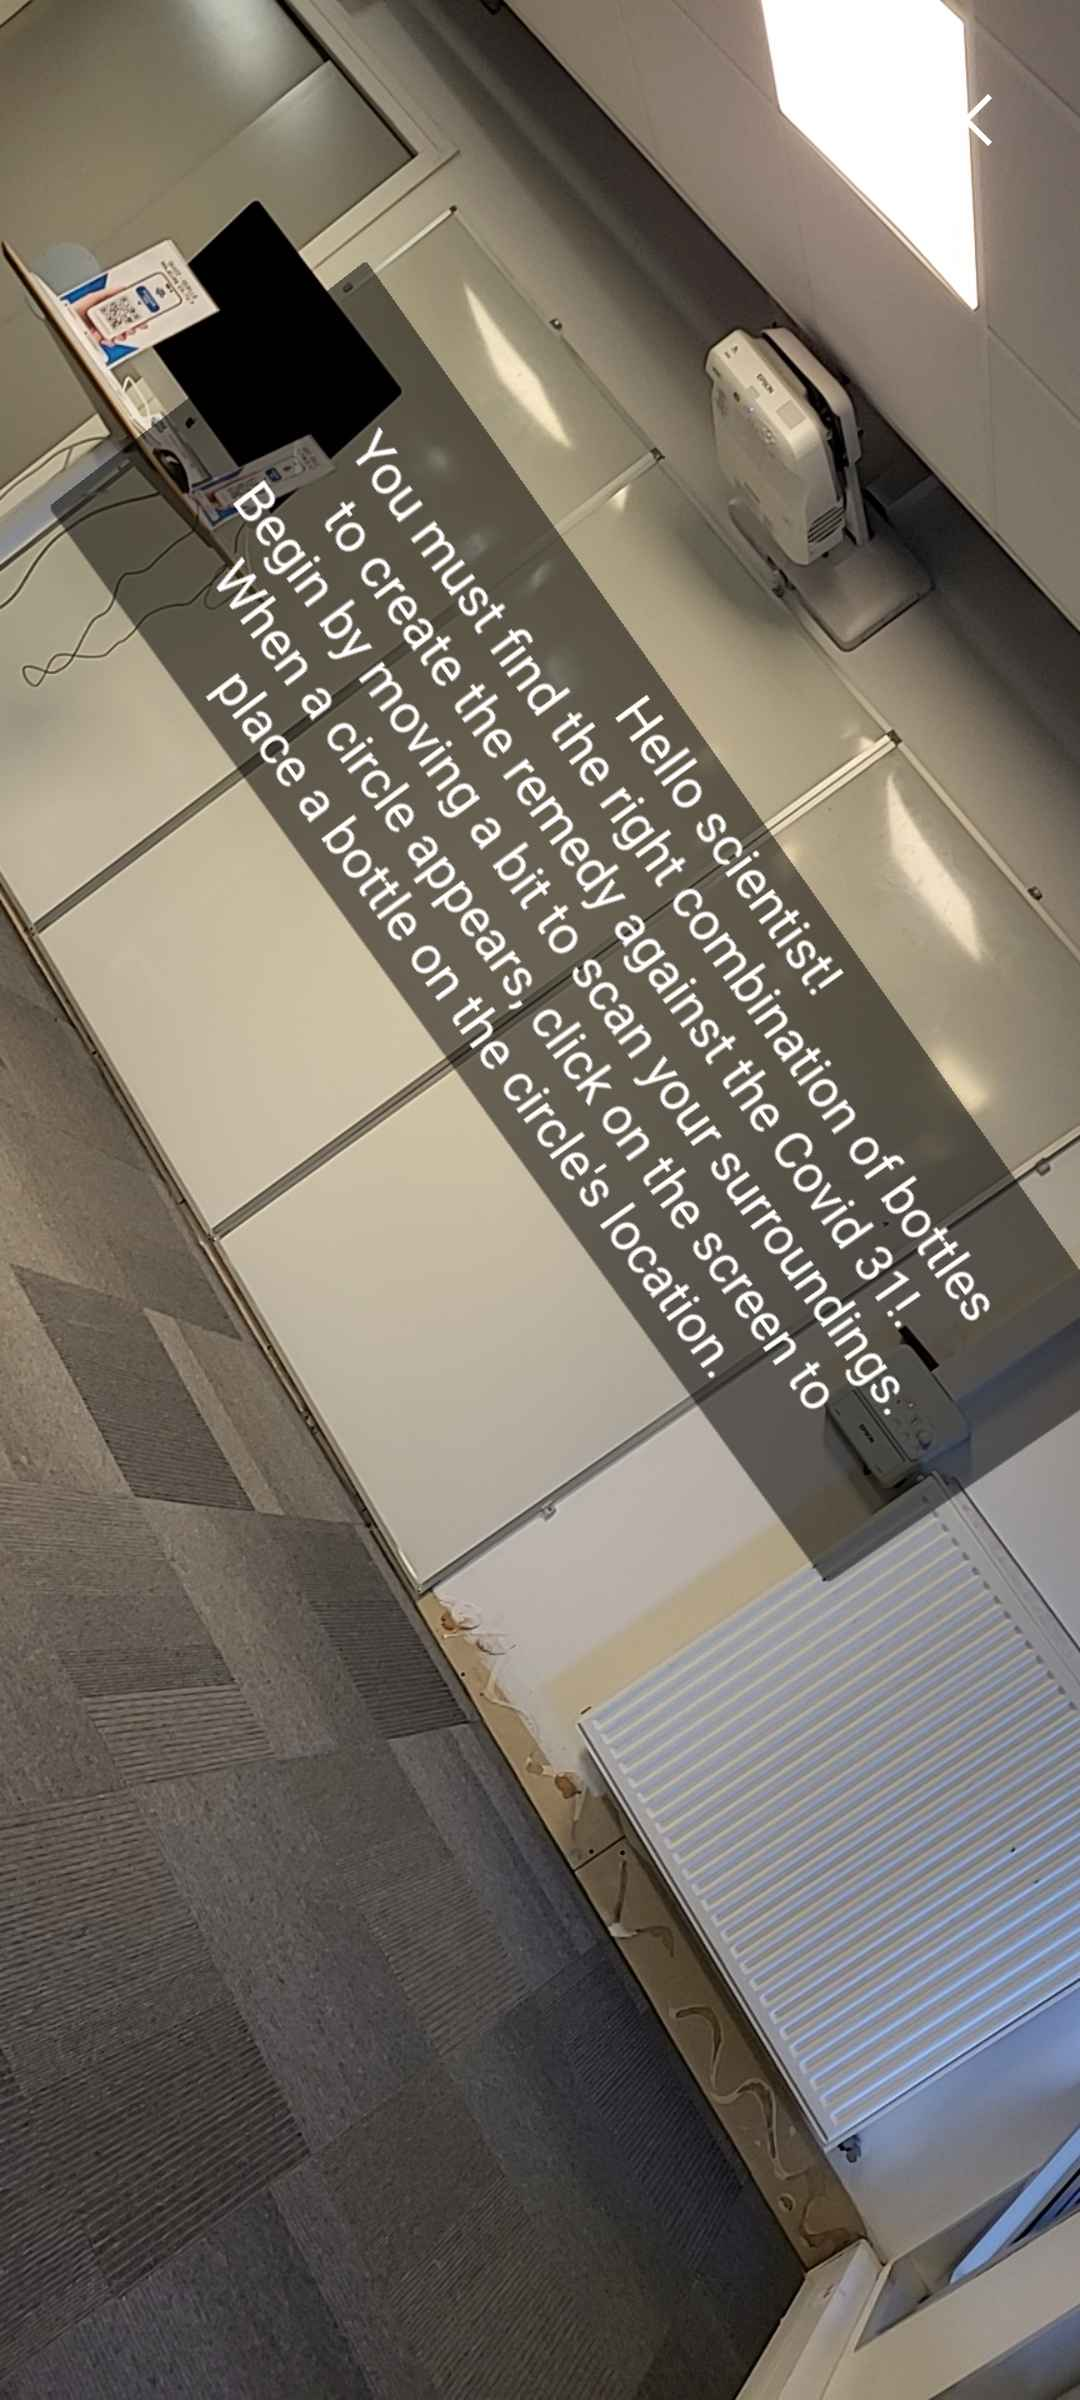 Hello scientist!
You must find the right combination of bottles
to create the remedy against the Covid 31!.
Begin by moving a bit to scan your surroundings.
When a circle appears, click on the screen to
place a bottle on the circle's location.
EPSON
EPSON